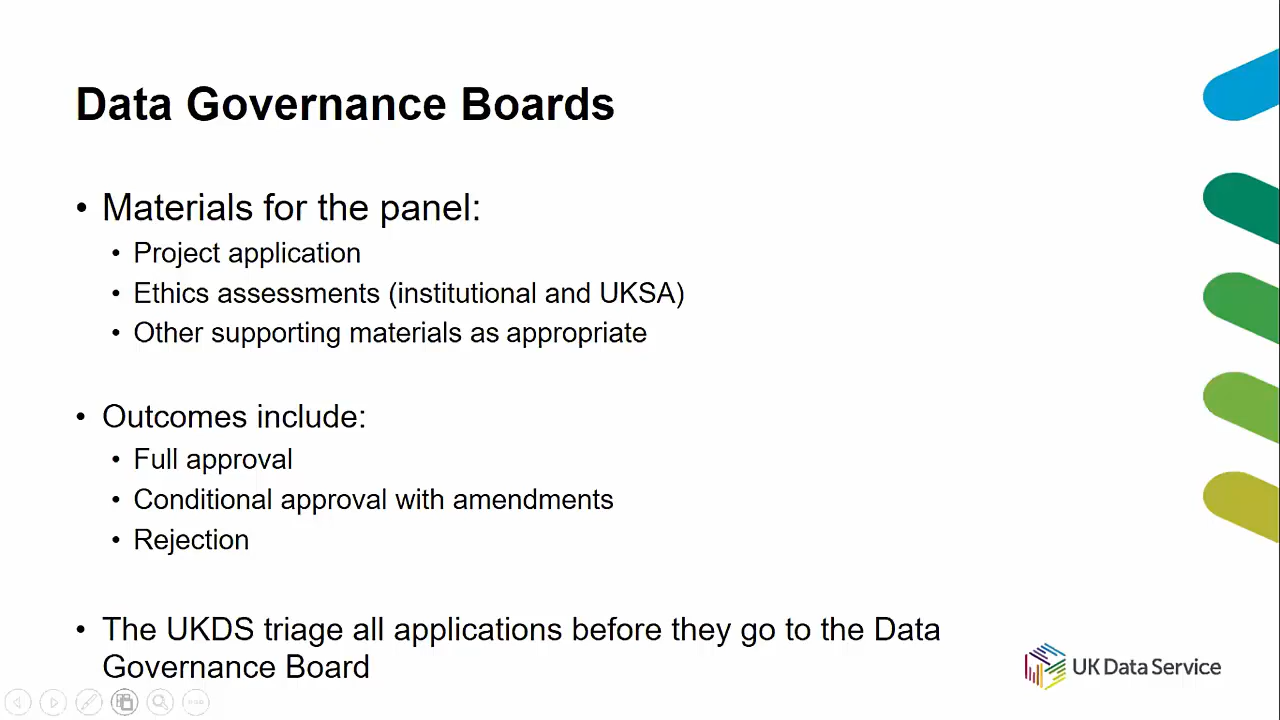 Data Governance Boards
• Materials for the panel:
• Project application
• Ethics assessments (institutional and UKSA)
• Other supporting materials as appropriate
• Outcomes include:
• Full approval
• Conditional approval with amendments
• Rejection
• The UKDS triage all applications before they go to the Data
Governance Board
UK Data Service